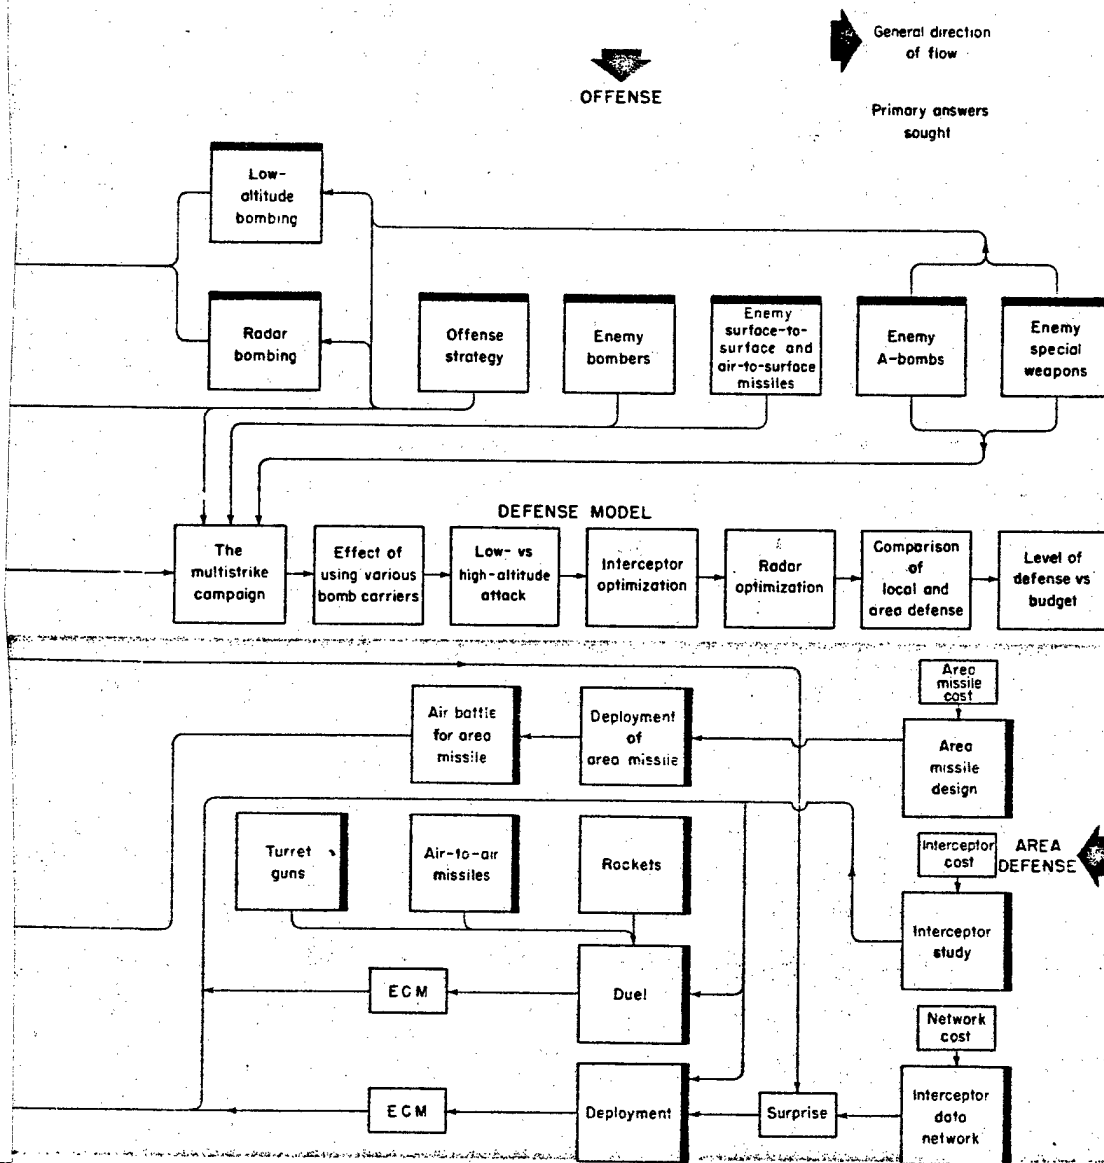 General direction
of flow
OFFENSE
Primary answers
sought
Low-
altitude
bombing
Radar
bombing
Offense
strategy
Enemy
bombers
Enemy
surface-to-
surface and
air-to-surface
missiles
Enemy
A-bombs
Enemy
special
weapons
DEFENSE MODEL
The
multistrike
campaign
Effect of
using various
bomb carriers
Low- vs
high-altitude
attack
Interceptor
optimization
Radar
optimization
Comparison
of
local and
area defense
Level of
defense vs
budget
Area
missile
cost
Air battle
for area
missile
Deployment
of
area missile
Area
missile
design
Turret
guns
Air-to-air
missiles
Rockets
Interceptor
cost
AREA
DEFENSE
Interceptor
study
ECM
Duel
Network
cost
ECM
Deployment
Surprise
Interceptor
data
network